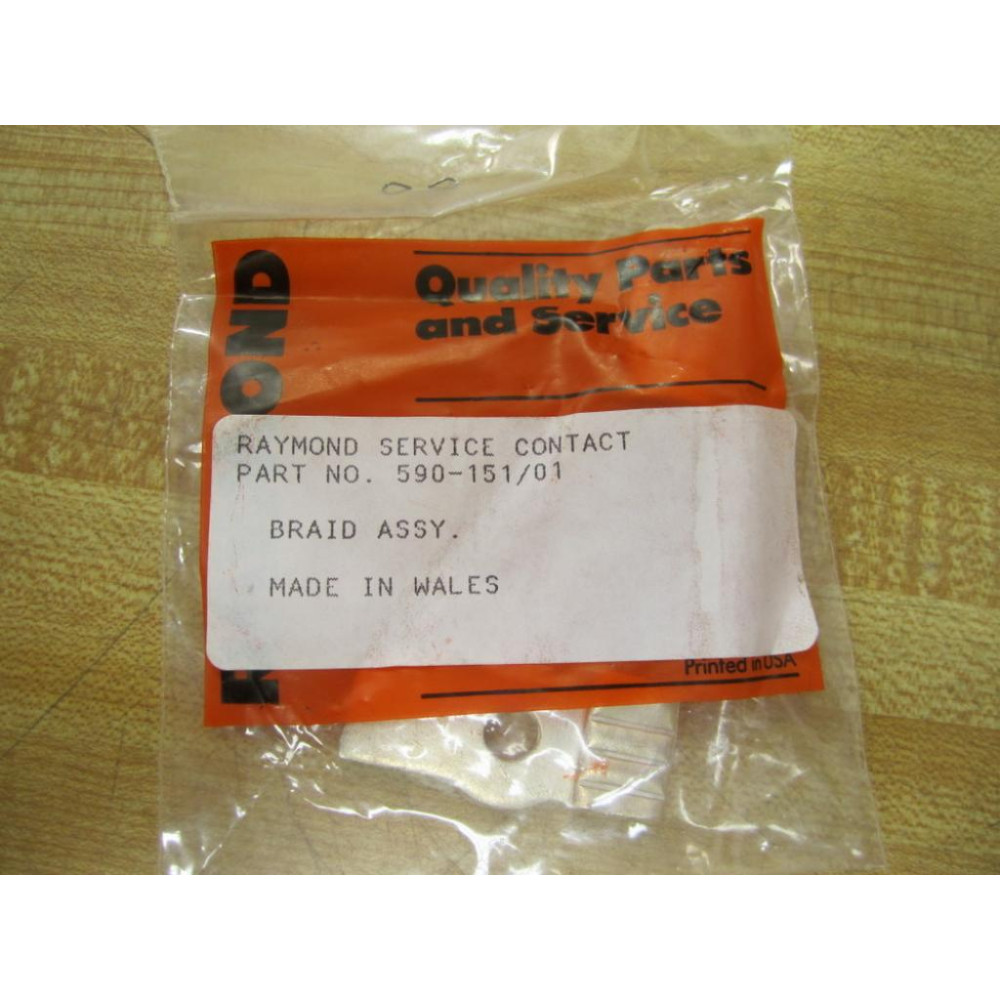 Quality Parts
and Service
RAYMOND SERVICE CONTACT
PART NO. 590-151/01
BRAID ASSY.
MADE IN WALES
Printed in USA